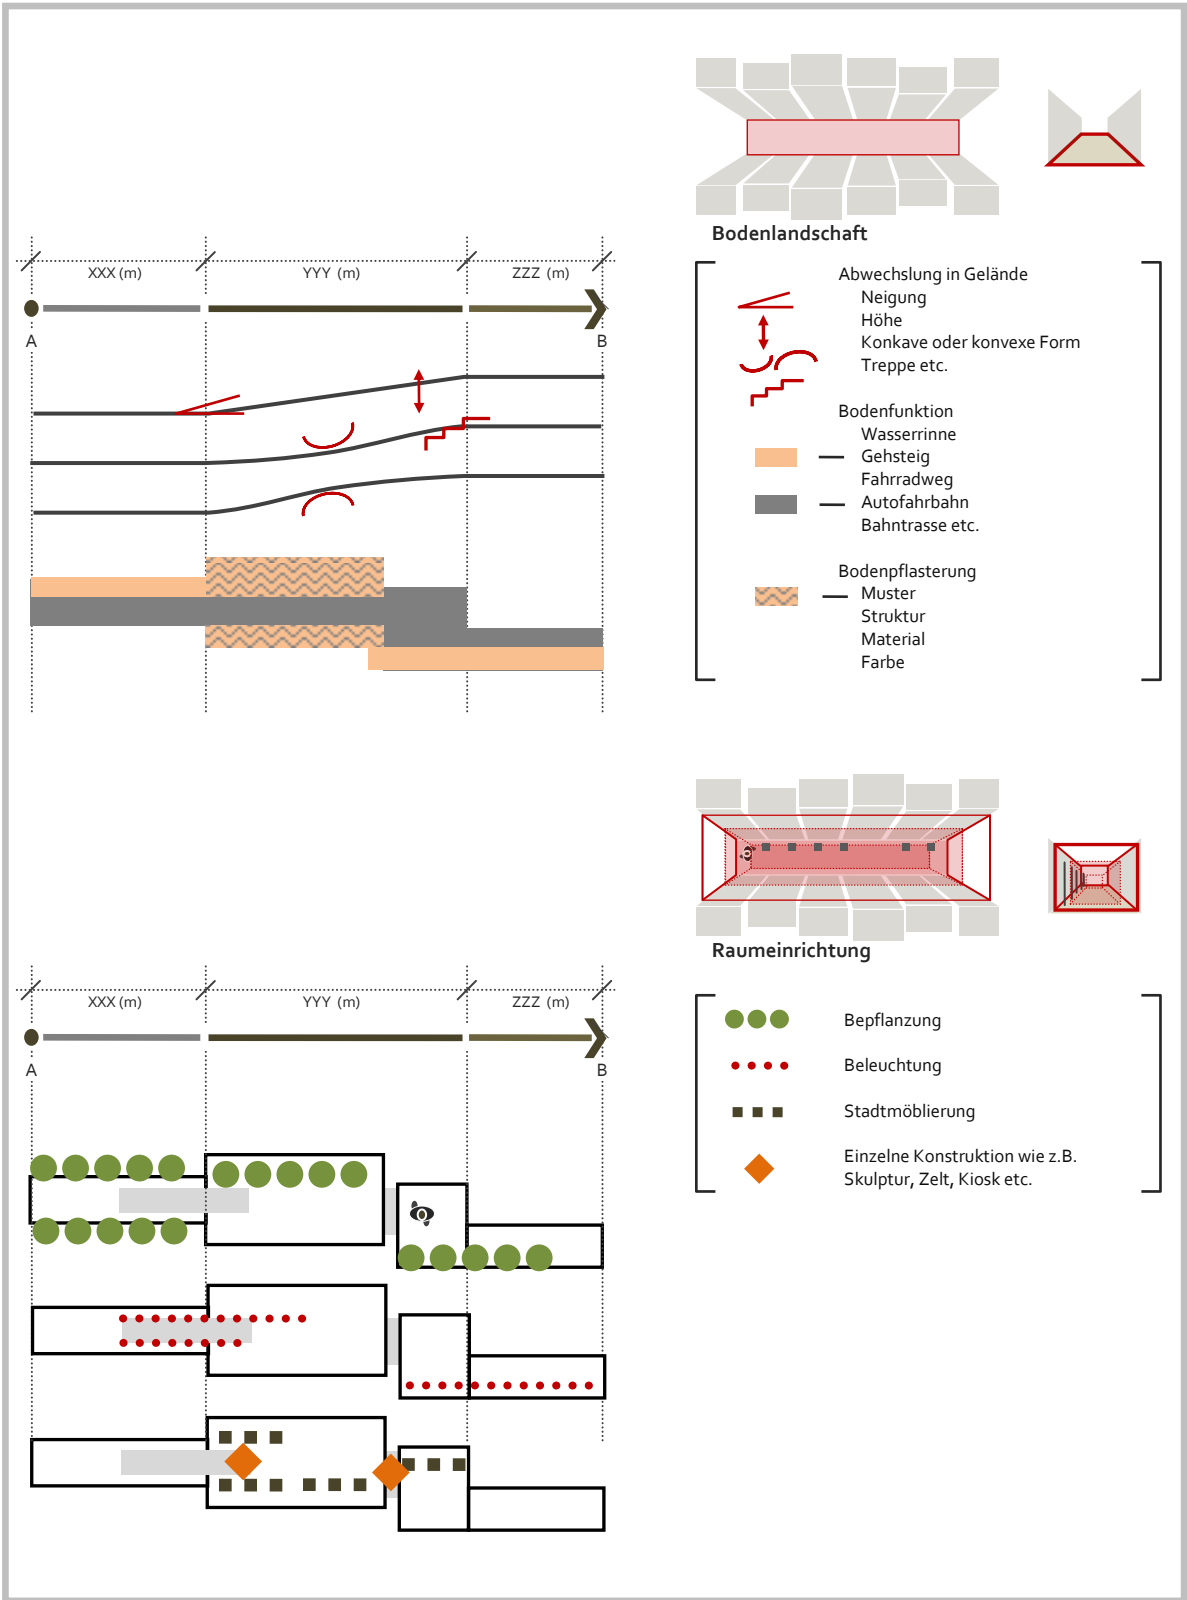 Bodenlandschaft
XXX (m) YYY (m) ZZZ (m)
A B
Abwechslung in Gelände
Neigung
Höhe
Konkave oder konvexe Form
Treppe etc.
Bodenfunktion
Wasserrinne
Gehsteig
Fahrradweg
Autofahrbahn
Bahntrasse etc.
Bodenpflasterung
Muster
Struktur
Material
Farbe
Raumeinrichtung
XXX (m) YYY (m) ZZZ (m)
A B
Bepflanzung
Beleuchtung
Stadtmöblierung
Einzelne Konstruktion wie z.B.
Skulptur, Zelt, Kiosk etc.